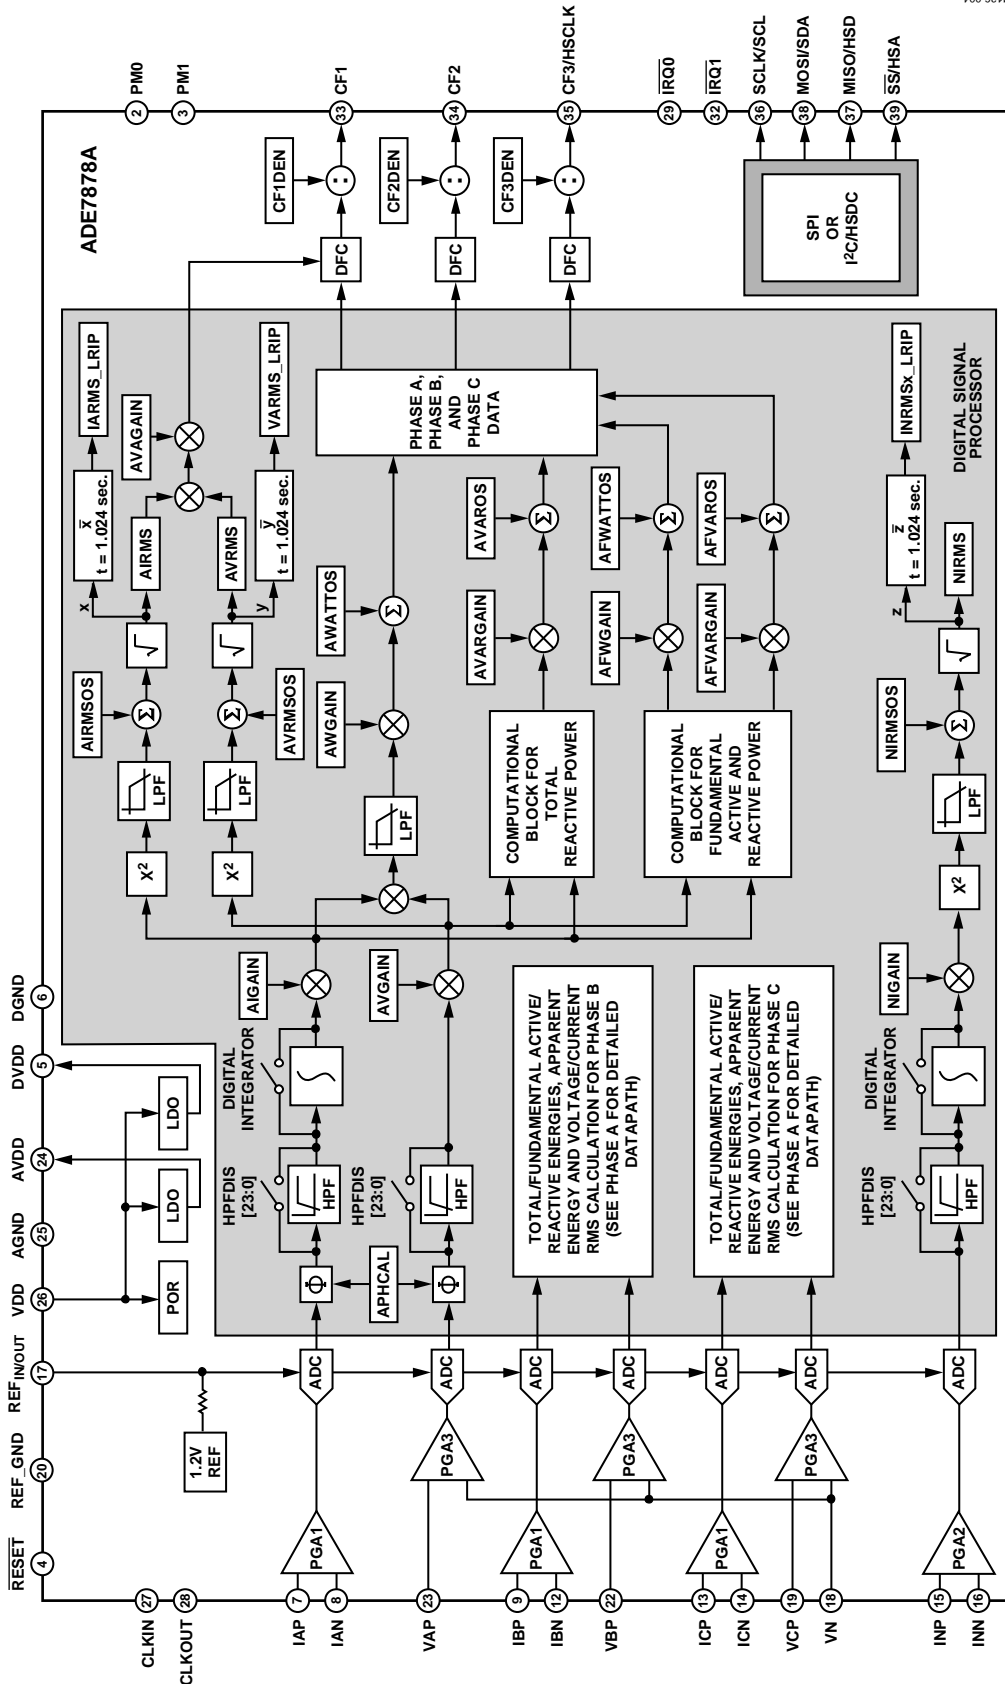 RESET
4
REF_GND
20
REF IN/OUT
17
VDD
26
AGND
25
AVDD
24
DVDD
5
DGND
6
CLKIN
27
CLKOUT
28
1.2V
REF
POR
LDO
LDO
ADE7878A
2
PM0
3
PM1
IAP
7
IAN
8
PGA1
ADC
Φ
HPFDIS
[23:0]
HPF
DIGITAL
INTEGRATOR
AIGAIN
X²
LPF
AIRMSOS
Σ
√
x
x̅
t = 1.024 sec.
IARMS_LRIP
AIRMS
AVAGAIN
APHCAL
VAP
23
PGA3
ADC
Φ
HPFDIS
[23:0]
HPF
AVGAIN
X²
LPF
Σ
AVRMSOS
√
AVRMS
y
y̅
t = 1.024 sec.
VARMS_LRIP
LPF
AWGAIN
AWATTOS
Σ
PHASE A,
PHASE B,
AND
PHASE C
DATA
DFC
CF1DEN
:
33
CF1
DFC
CF2DEN
:
34
CF2
DFC
CF3DEN
:
35
CF3/HSCLK
IBP
9
IBN
12
PGA1
ADC
VBP
22
PGA3
ADC
TOTAL/FUNDAMENTAL ACTIVE/
REACTIVE ENERGIES, APPARENT
ENERGY AND VOLTAGE/CURRENT
RMS CALCULATION FOR PHASE B
(SEE PHASE A FOR DETAILED
DATAPATH)
COMPUTATIONAL
BLOCK FOR
TOTAL
REACTIVE POWER
AVARGAIN
AVAROS
Σ
COMPUTATIONAL
BLOCK FOR
FUNDAMENTAL
ACTIVE AND
REACTIVE POWER
AFWGAIN
AFWATTOS
Σ
AFVARGAIN
AFVAROS
Σ
29
IRQ0
32
IRQ1
36
SCLK/SCL
38
MOSI/SDA
37
MISO/HSD
39
SS/HSA
SPI
OR
I²C/HSDC
ICP
13
ICN
14
PGA1
ADC
VCP
19
VN
18
PGA3
ADC
TOTAL/FUNDAMENTAL ACTIVE/
REACTIVE ENERGIES, APPARENT
ENERGY AND VOLTAGE/CURRENT
RMS CALCULATION FOR PHASE C
(SEE PHASE A FOR DETAILED
DATAPATH)
INP
15
INN
16
PGA2
ADC
HPFDIS
[23:0]
HPF
DIGITAL
INTEGRATOR
NIGAIN
X²
LPF
NIRMSOS
Σ
√
NIRMS
z
z̅
t = 1.024 sec.
INRMSx_LRIP
DIGITAL SIGNAL
PROCESSOR